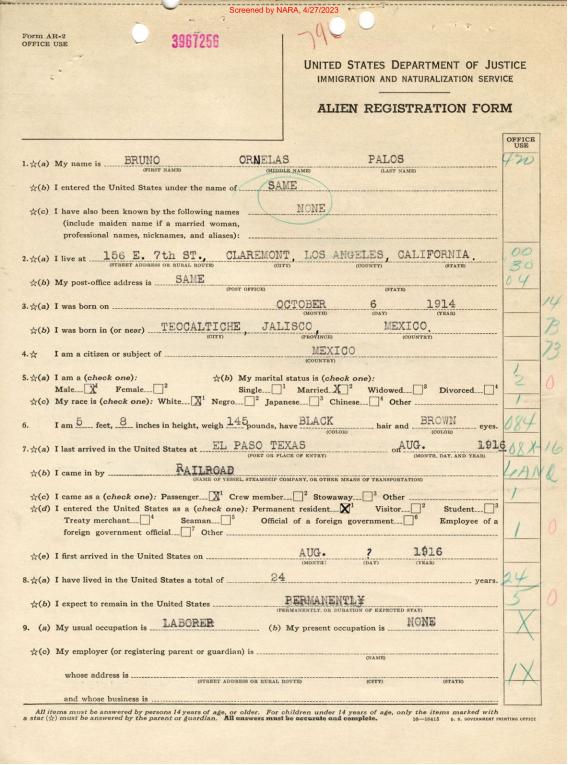 Screened by NARA, 4/27/2023
Form AR-2
OFFICE USE
3967256
UNITED STATES DEPARTMENT OF JUSTICE
IMMIGRATION AND NATURALIZATION SERVICE
ALIEN REGISTRATION FORM
OFFICE USE
1. ☆(a) My name is BRUNO ORNELAS PALOS 420
(FIRST NAME) (MIDDLE NAME) (LAST NAME)
☆(b) I entered the United States under the name of SAME
☆(c) I have also been known by the following names NONE
(include maiden name if a married woman,
professional names, nicknames, and aliases):
2. ☆(a) I live at 156 E. 7th ST., CLAREMONT, LOS ANGELES, CALIFORNIA. 00
(STREET ADDRESS OR RURAL ROUTE) (CITY) (COUNTY) (STATE) 30
☆(b) My post-office address is SAME 04
(POST OFFICE) (STATE)
3. ☆(a) I was born on OCTOBER 6 1914 14
(MONTH) (DAY) (YEAR)
☆(b) I was born in (or near) TEOCALTICHE, JALISCO, MEXICO. 73
(CITY) (PROVINCE) (COUNTRY)
4. ☆ I am a citizen or subject of MEXICO 73
(COUNTRY)
5. ☆(a) I am a (check one): ☆(b) My marital status is (check one): 1
Male X 1 Female 2 Single 1 Married X 2 Widowed 3 Divorced 4 2 0
☆(c) My race is (check one): White X 1 Negro 2 Japanese 3 Chinese 4 Other 1
6. I am 5 feet, 8 inches in height, weigh 145 pounds, have BLACK hair and BROWN eyes. 084
(COLOR) (COLOR)
7. ☆(a) I last arrived in the United States at EL PASO TEXAS on AUG. 1916 08X-16
(PORT OR PLACE OF ENTRY) (MONTH, DAY, AND YEAR)
☆(b) I came in by RAILROAD LAND
(NAME OF VESSEL, STEAMSHIP COMPANY, OR OTHER MEANS OF TRANSPORTATION)
☆(c) I came as a (check one): Passenger X 1 Crew member 2 Stowaway 3 Other 1
☆(d) I entered the United States as a (check one): Permanent resident X 1 Visitor 2 Student 3
Treaty merchant 4 Seaman 5 Official of a foreign government 6 Employee of a 1 0
foreign government official 7 Other
☆(e) I first arrived in the United States on AUG. ? 1916
(MONTH) (DAY) (YEAR)
8. ☆(a) I have lived in the United States a total of 24 years. 24
☆(b) I expect to remain in the United States PERMANENTLY 5 0
(PERMANENTLY, OR DURATION OF EXPECTED STAY)
9. (a) My usual occupation is LABORER (b) My present occupation is NONE X
☆(c) My employer (or registering parent or guardian) is
(NAME)
whose address is 1X
(STREET ADDRESS OR RURAL ROUTE) (CITY) (STATE)
and whose business is
All items must be answered by persons 14 years of age, or older. For children under 14 years of age, only the items marked with
a star (☆) must be answered by the parent or guardian. All answers must be accurate and complete. 16—16415 U. S. GOVERNMENT PRINTING OFFICE